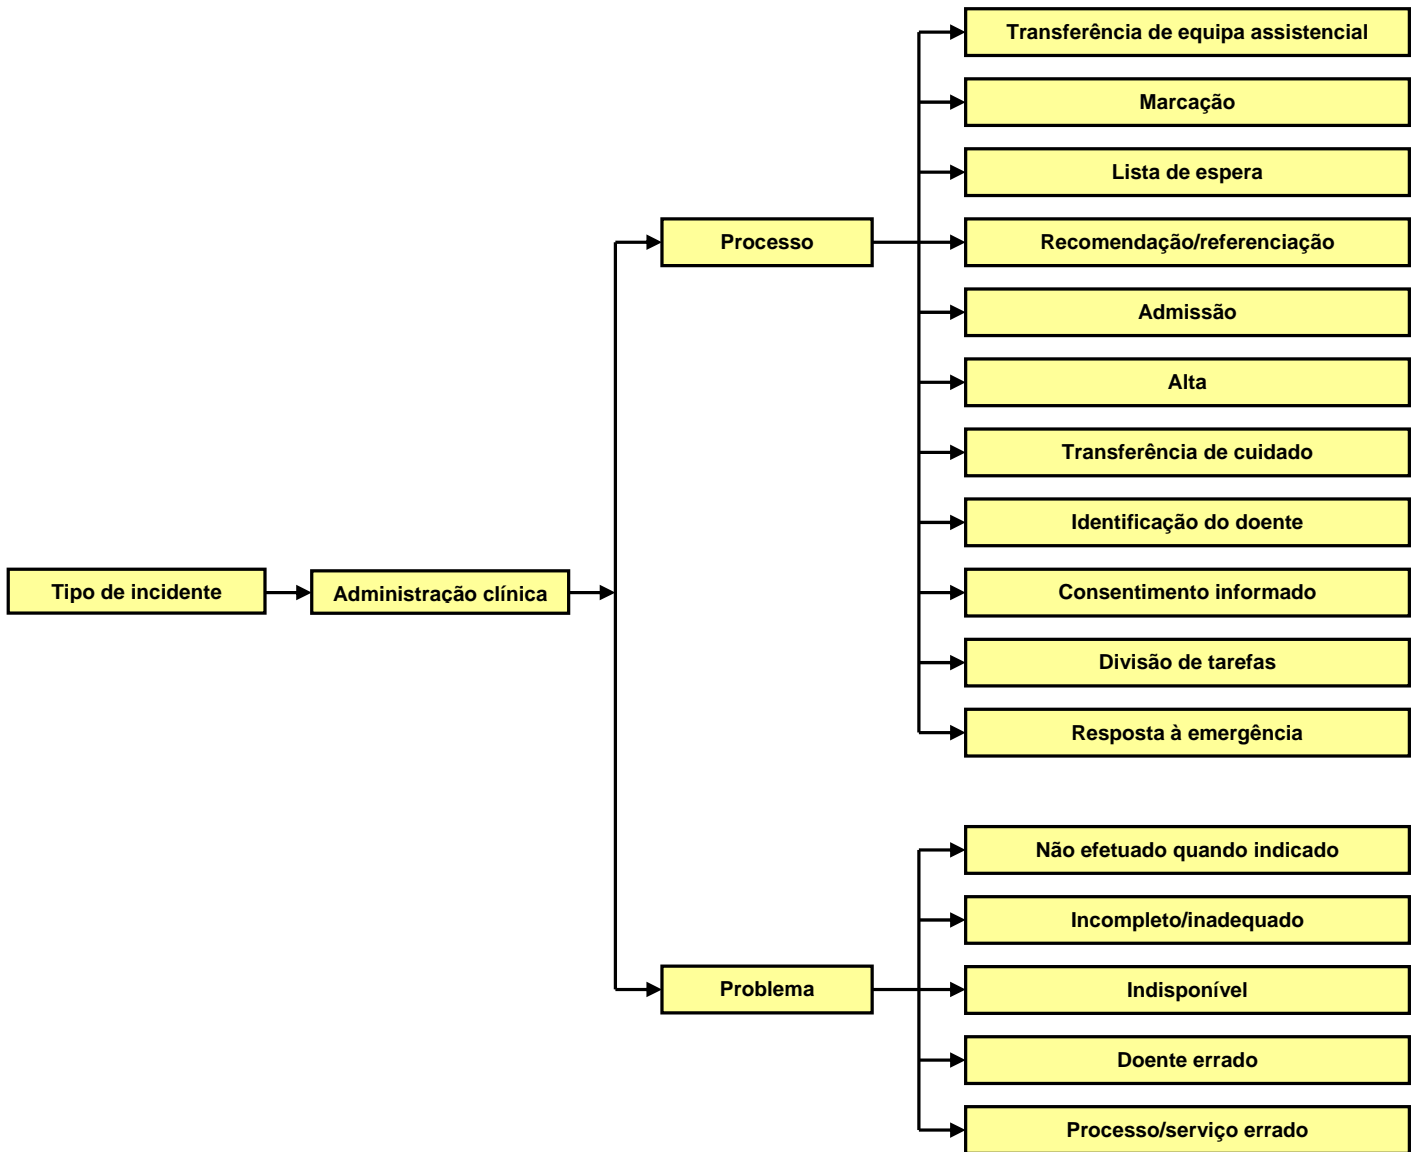 Tipo de incidente
Administração clínica
Processo
Transferência de equipa assistencial
Marcação
Lista de espera
Recomendação/referenciação
Admissão
Alta
Transferência de cuidado
Identificação do doente
Consentimento informado
Divisão de tarefas
Resposta à emergência
Problema
Não efetuado quando indicado
Incompleto/inadequado
Indisponível
Doente errado
Processo/serviço errado